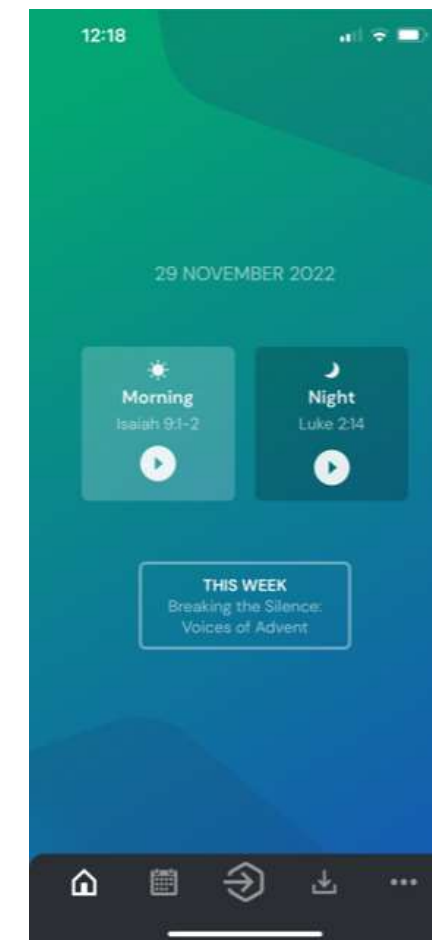 12:18
29 NOVEMBER 2022
Morning
Isaiah 9:1-2
Night
Luke 2:14
THIS WEEK
Breaking the Silence:
Voices of Advent